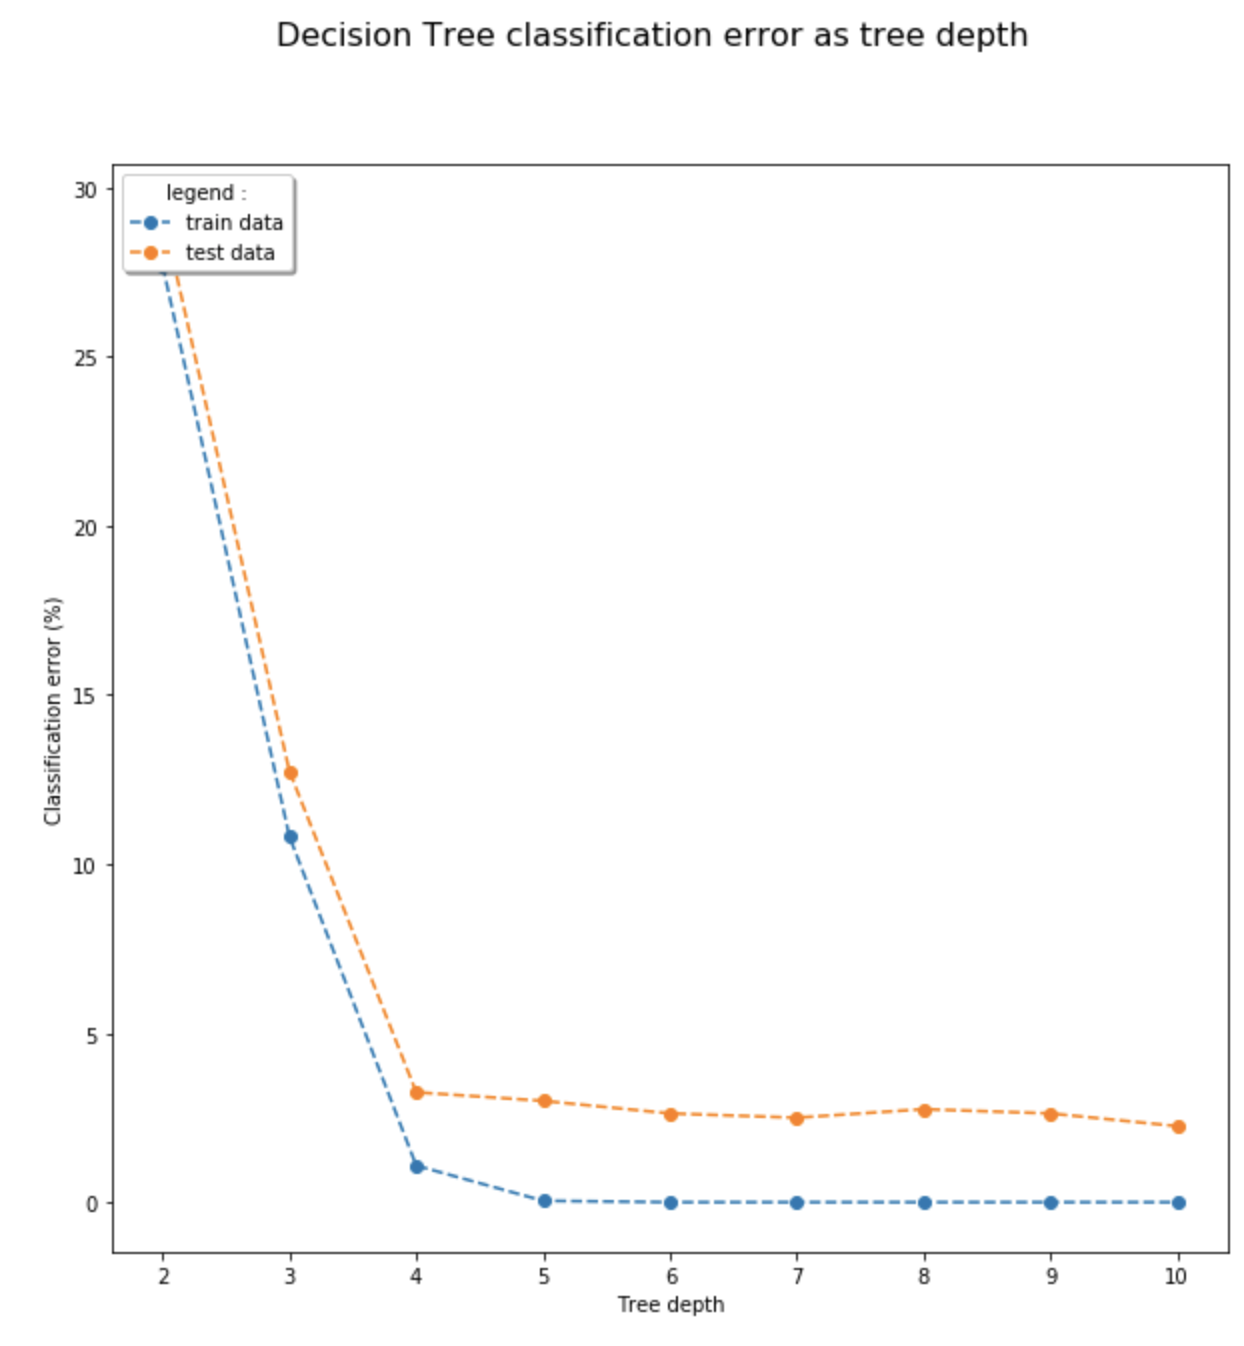 Decision Tree classification error as tree depth
legend :
train data
test data
30
25
20
15
10
5
0
Classification error (%)
2 3 4 5 6 7 8 9 10
Tree depth